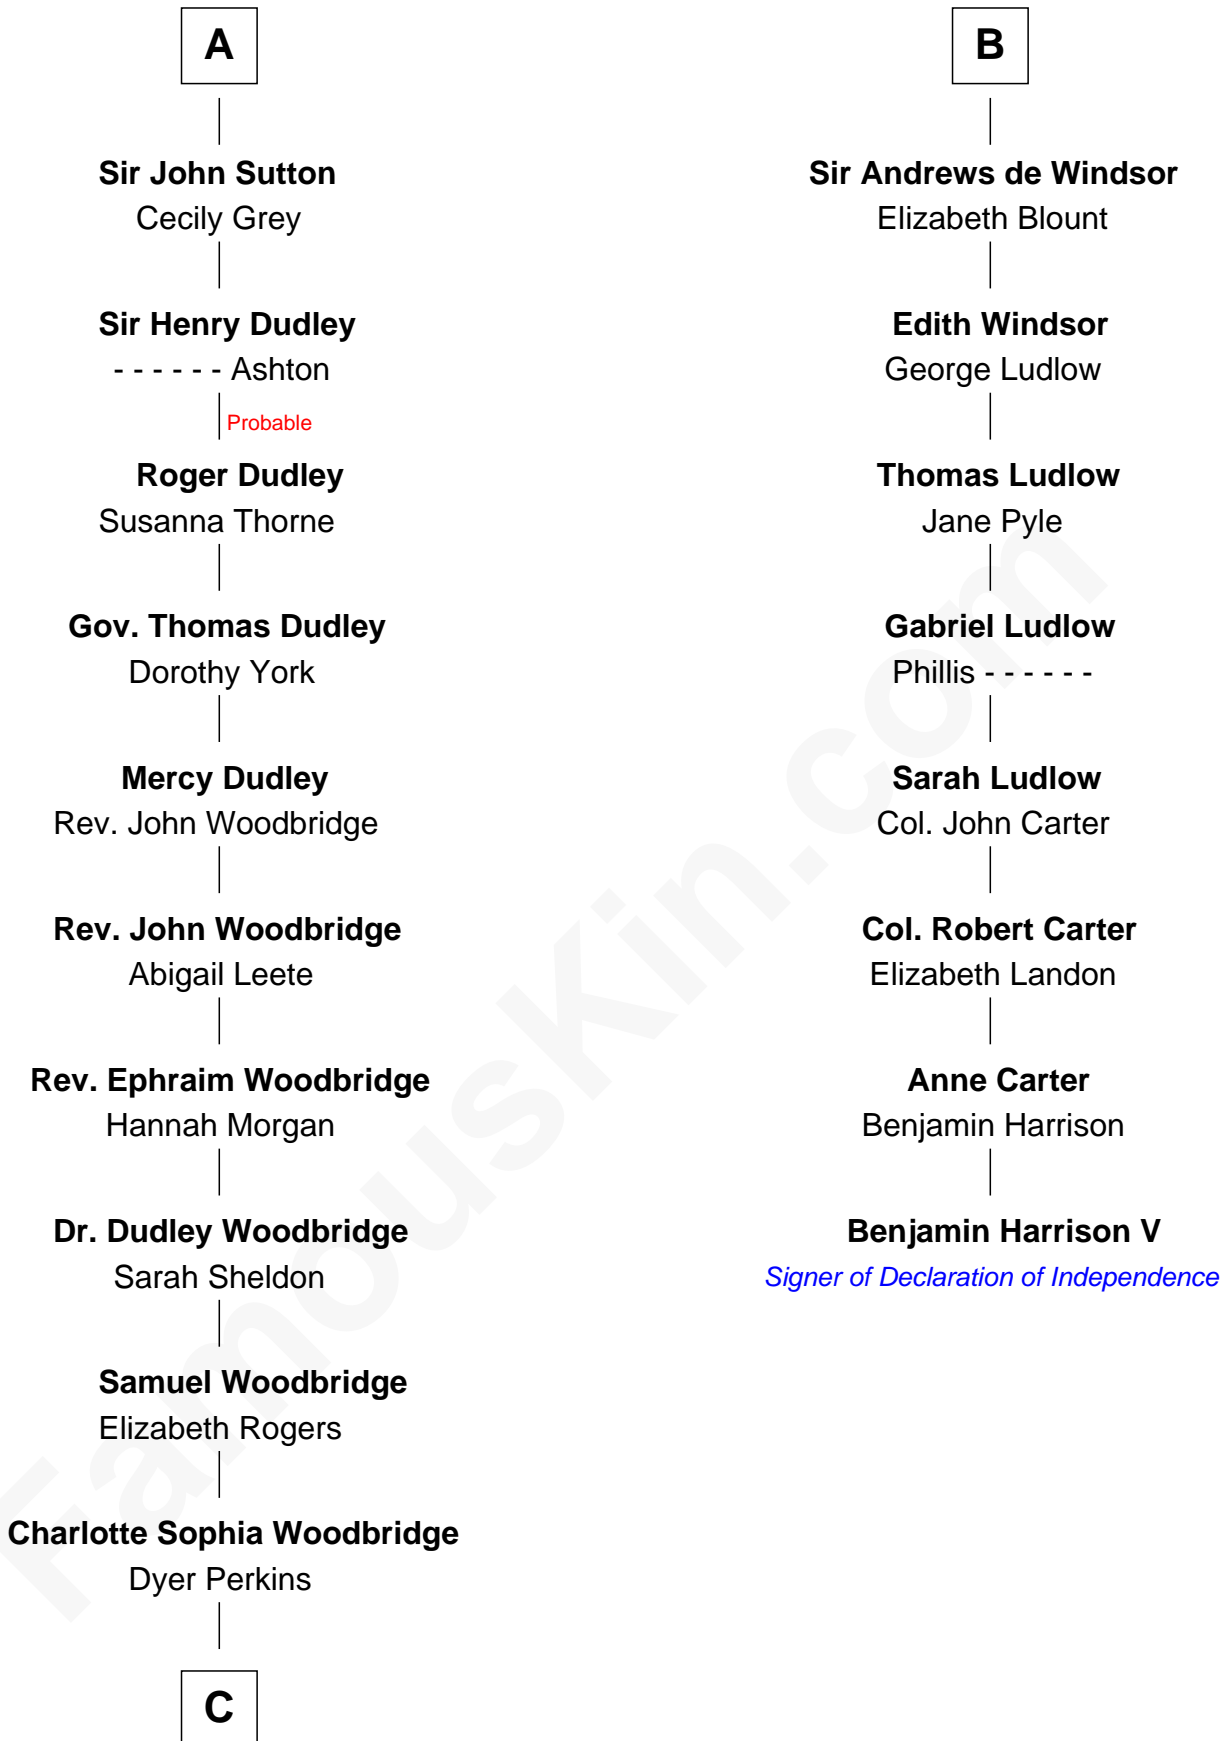 A
Sir John Sutton
Cecily Grey
Sir Henry Dudley
- - - - - - Ashton
Probable
Roger Dudley
Susanna Thorne
Gov. Thomas Dudley
Dorothy York
Mercy Dudley
Rev. John Woodbridge
Rev. John Woodbridge
Abigail Leete
Rev. Ephraim Woodbridge
Hannah Morgan
Dr. Dudley Woodbridge
Sarah Sheldon
Samuel Woodbridge
Elizabeth Rogers
Charlotte Sophia Woodbridge
Dyer Perkins
C
B
Sir Andrews de Windsor
Elizabeth Blount
Edith Windsor
George Ludlow
Thomas Ludlow
Jane Pyle
Gabriel Ludlow
Phillis - - - - - -
Sarah Ludlow
Col. John Carter
Col. Robert Carter
Elizabeth Landon
Anne Carter
Benjamin Harrison
Benjamin Harrison V
Signer of Declaration of Independence
FamousKin.com